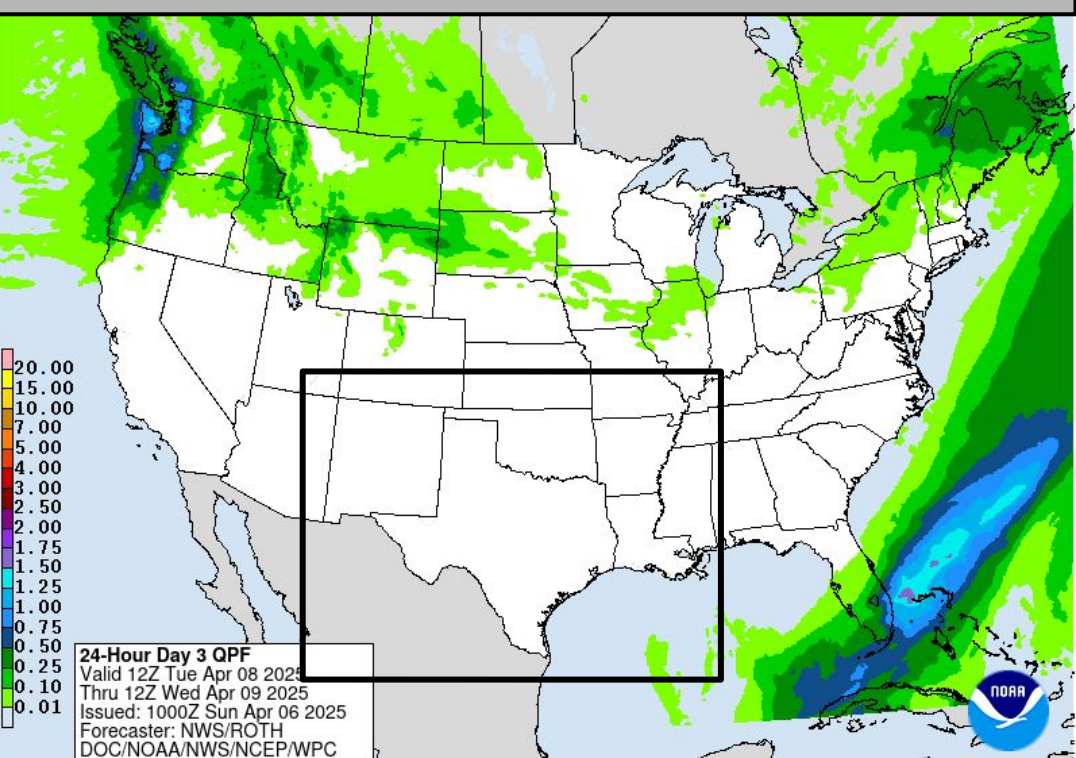 20.00
15.00
10.00
7.00
5.00
4.00
3.00
2.50
2.00
1.75
1.50
1.25
1.00
0.75
0.50
0.25
0.10
0.01
24-Hour Day 3 QPF
Valid 12Z Tue Apr 08 2025
Thru 12Z Wed Apr 09 2025
Issued: 1000Z Sun Apr 06 2025
Forecaster: NWS/ROTH
DOC/NOAA/NWS/NCEP/WPC
NOAA